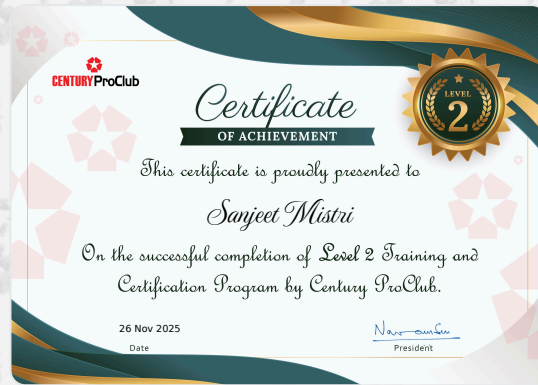 CENTURY ProClub
LEVEL
2
Certificate
OF ACHIEVEMENT
This certificate is proudly presented to
Sanjeet Mistri
On the successful completion of Level 2 Training and
Certification Program by Century ProClub.
26 Nov 2025
Date
President